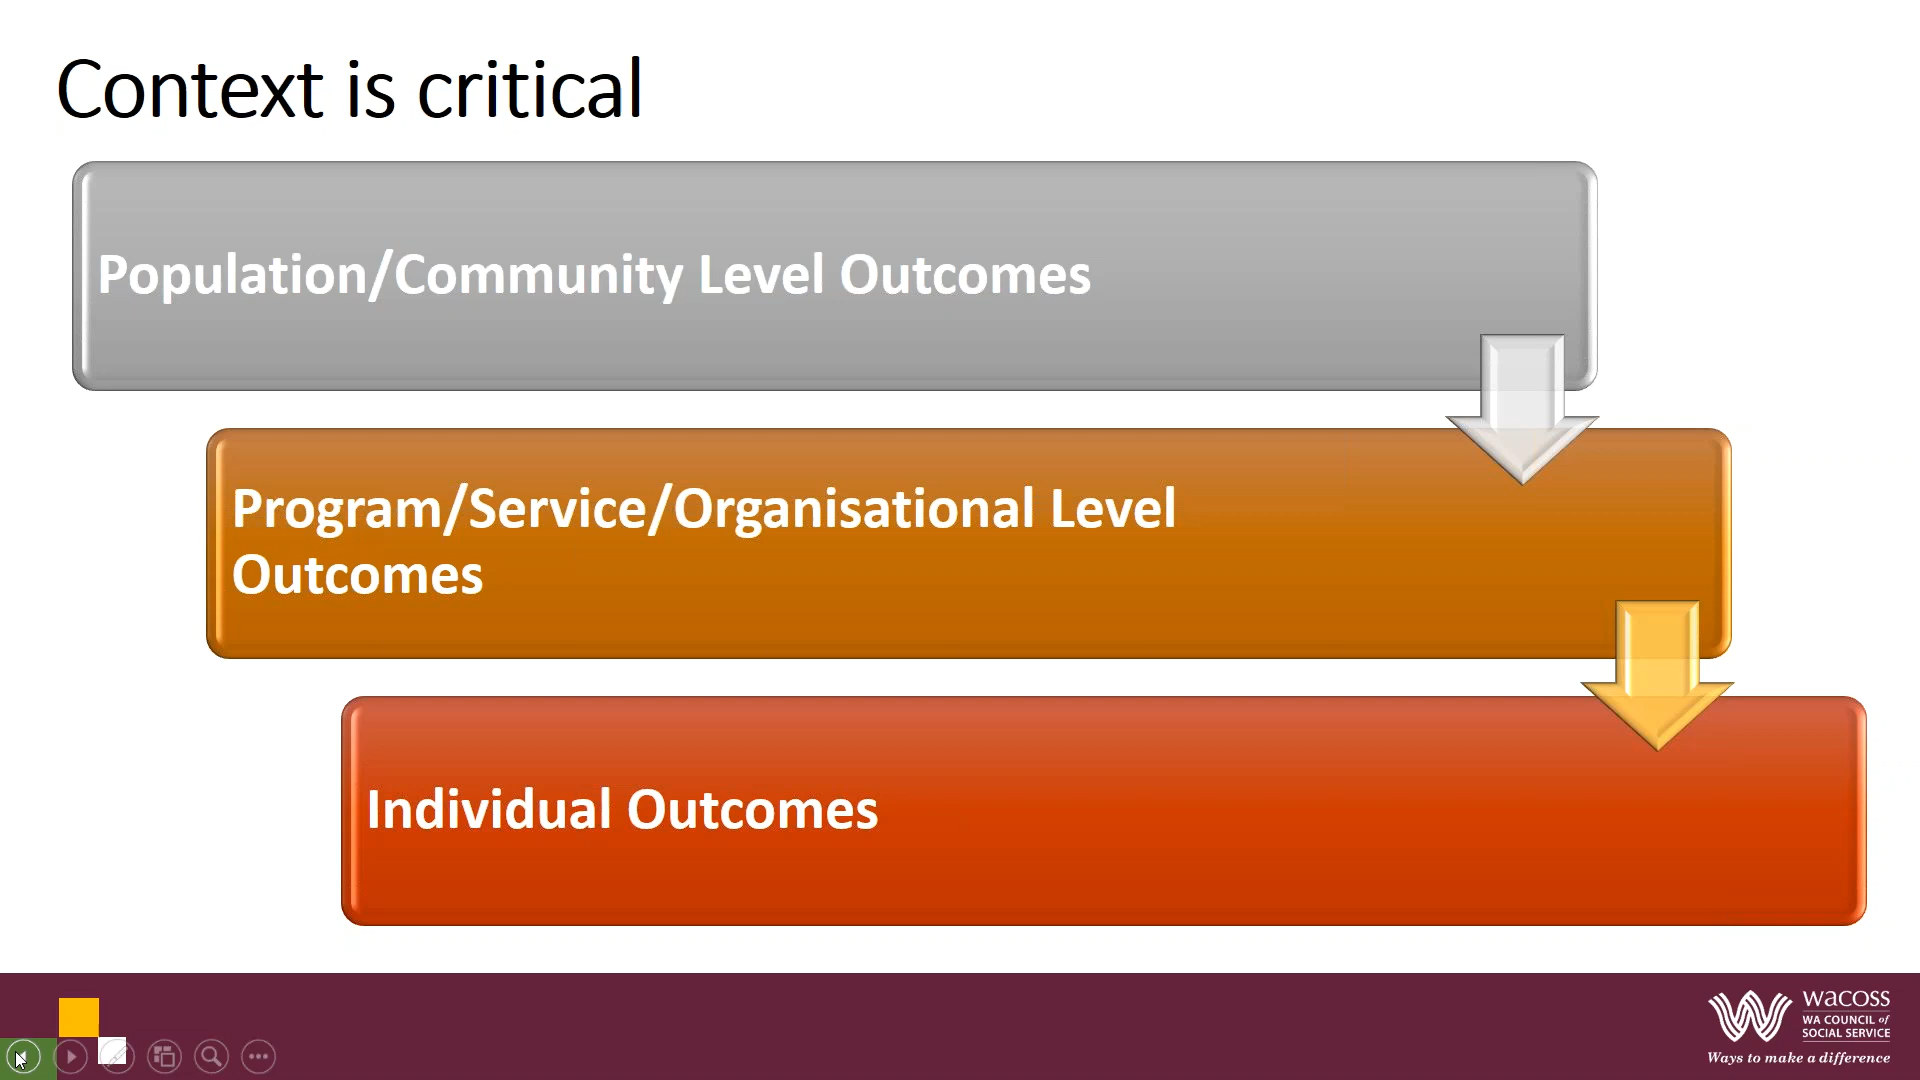 Context is critical
Population/Community Level Outcomes
Program/Service/Organisational Level
Outcomes
Individual Outcomes
wacoss
WA COUNCIL of
SOCIAL SERVICE
Ways to make a difference